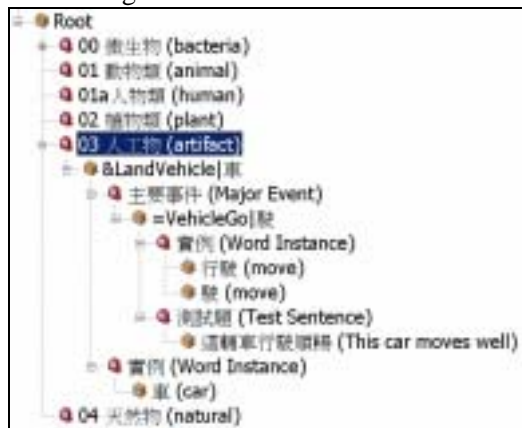 Root
00 微生物 (bacteria)
01 動物類 (animal)
01a 人物類 (human)
02 植物類 (plant)
03 人工物 (artifact)
&LandVehicle|車
主要事件 (Major Event)
=VehicleGo|駛
實例 (Word Instance)
行駛 (move)
駛 (move)
測試題 (Test Sentence)
這輛車行駛順暢 (This car moves well)
實例 (Word Instance)
車 (car)
04 天然物 (natural)